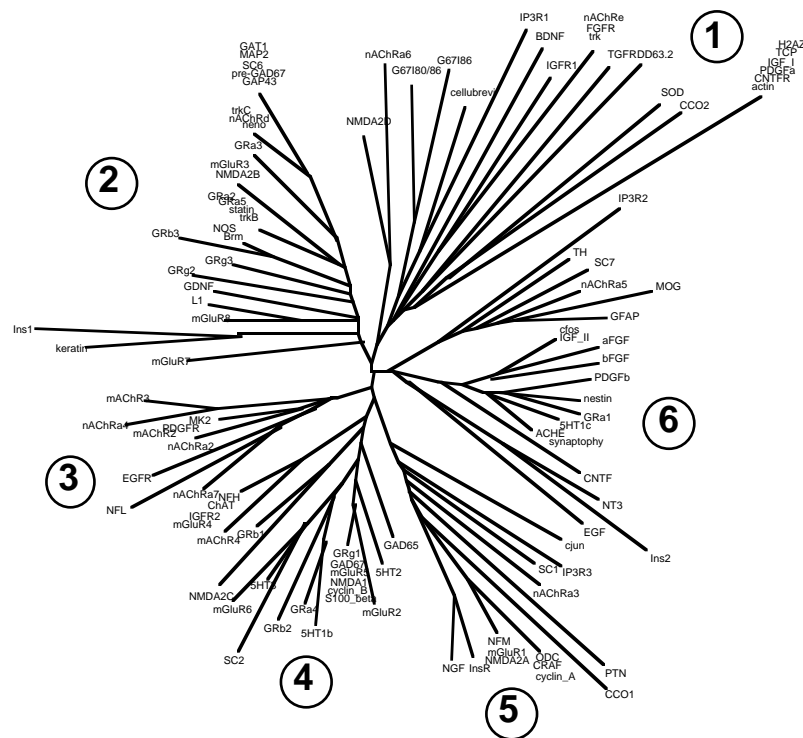 IP3R1
nAChRe
FGFR
trk
1
BDNF
H2AZ
TCP
IGF_I
PDGFa
CNTFR
actin
GAT1
MAP2
SC6
pre-GAD67
GAP43
nAChRa6
G67I86
G67I80/86
IGFR1
TGFRDD63.2
cellubrevi
SOD
CCO2
trkC
nAChRd
neno
NMDA2D
GRa3
mGluR3
NMDA2B
2
GRa2
GRa5
statin
trkB
IP3R2
NOS
Brm
GRb3
GRg3
GRg2
TH
SC7
GDNF
nAChRa5
MOG
L1
mGluR8
GFAP
Ins1
cfos
IGF_II
keratin
aFGF
mGluR7
bFGF
PDGFb
mAChR3
nestin
MK2
GRa1
nAChRa4
PDGFR
mAChR2
5HT1c
6
nAChRa2
ACHE
synaptophy
3
EGFR
CNTF
nAChRa7
NFH
ChAT
NT3
NFL
IGFR2
mGluR4
mAChR4
GRb1
EGF
GAD65
cjun
Ins2
GRg1
GAD67
mGluR5
NMDA1
cyclin_B
S100_beta
5HT2
SC1
IP3R3
5HT3
nAChRa3
NMDA2C
mGluR6
GRa4
mGluR2
GRb2
5HT1b
SC2
NFM
mGluR1
NMDA2A
NGF
InsR
ODC
CRAF
cyclin_A
PTN
4
5
CCO1